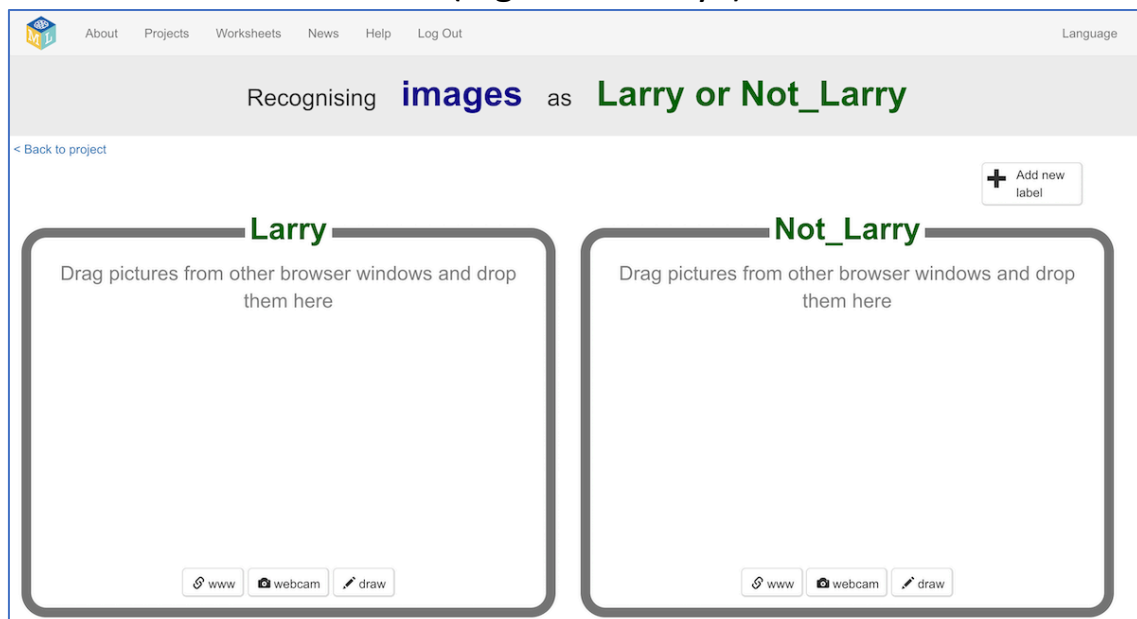 ML
About Projects Worksheets News Help Log Out Language
Recognising images as Larry or Not_Larry
< Back to project
Add new
label
Larry
Drag pictures from other browser windows and drop
them here
www webcam draw
Not_Larry
Drag pictures from other browser windows and drop
them here
www webcam draw